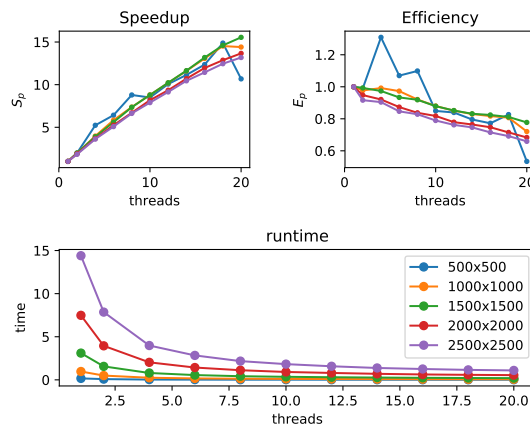 Speedup
15
10
5
S_p
0
10
20
threads
Efficiency
1.2
1.0
0.8
0.6
E_p
0
10
20
threads
runtime
15
10
5
0
time
2.5
5.0
7.5
10.0
12.5
15.0
17.5
20.0
threads
500x500
1000x1000
1500x1500
2000x2000
2500x2500